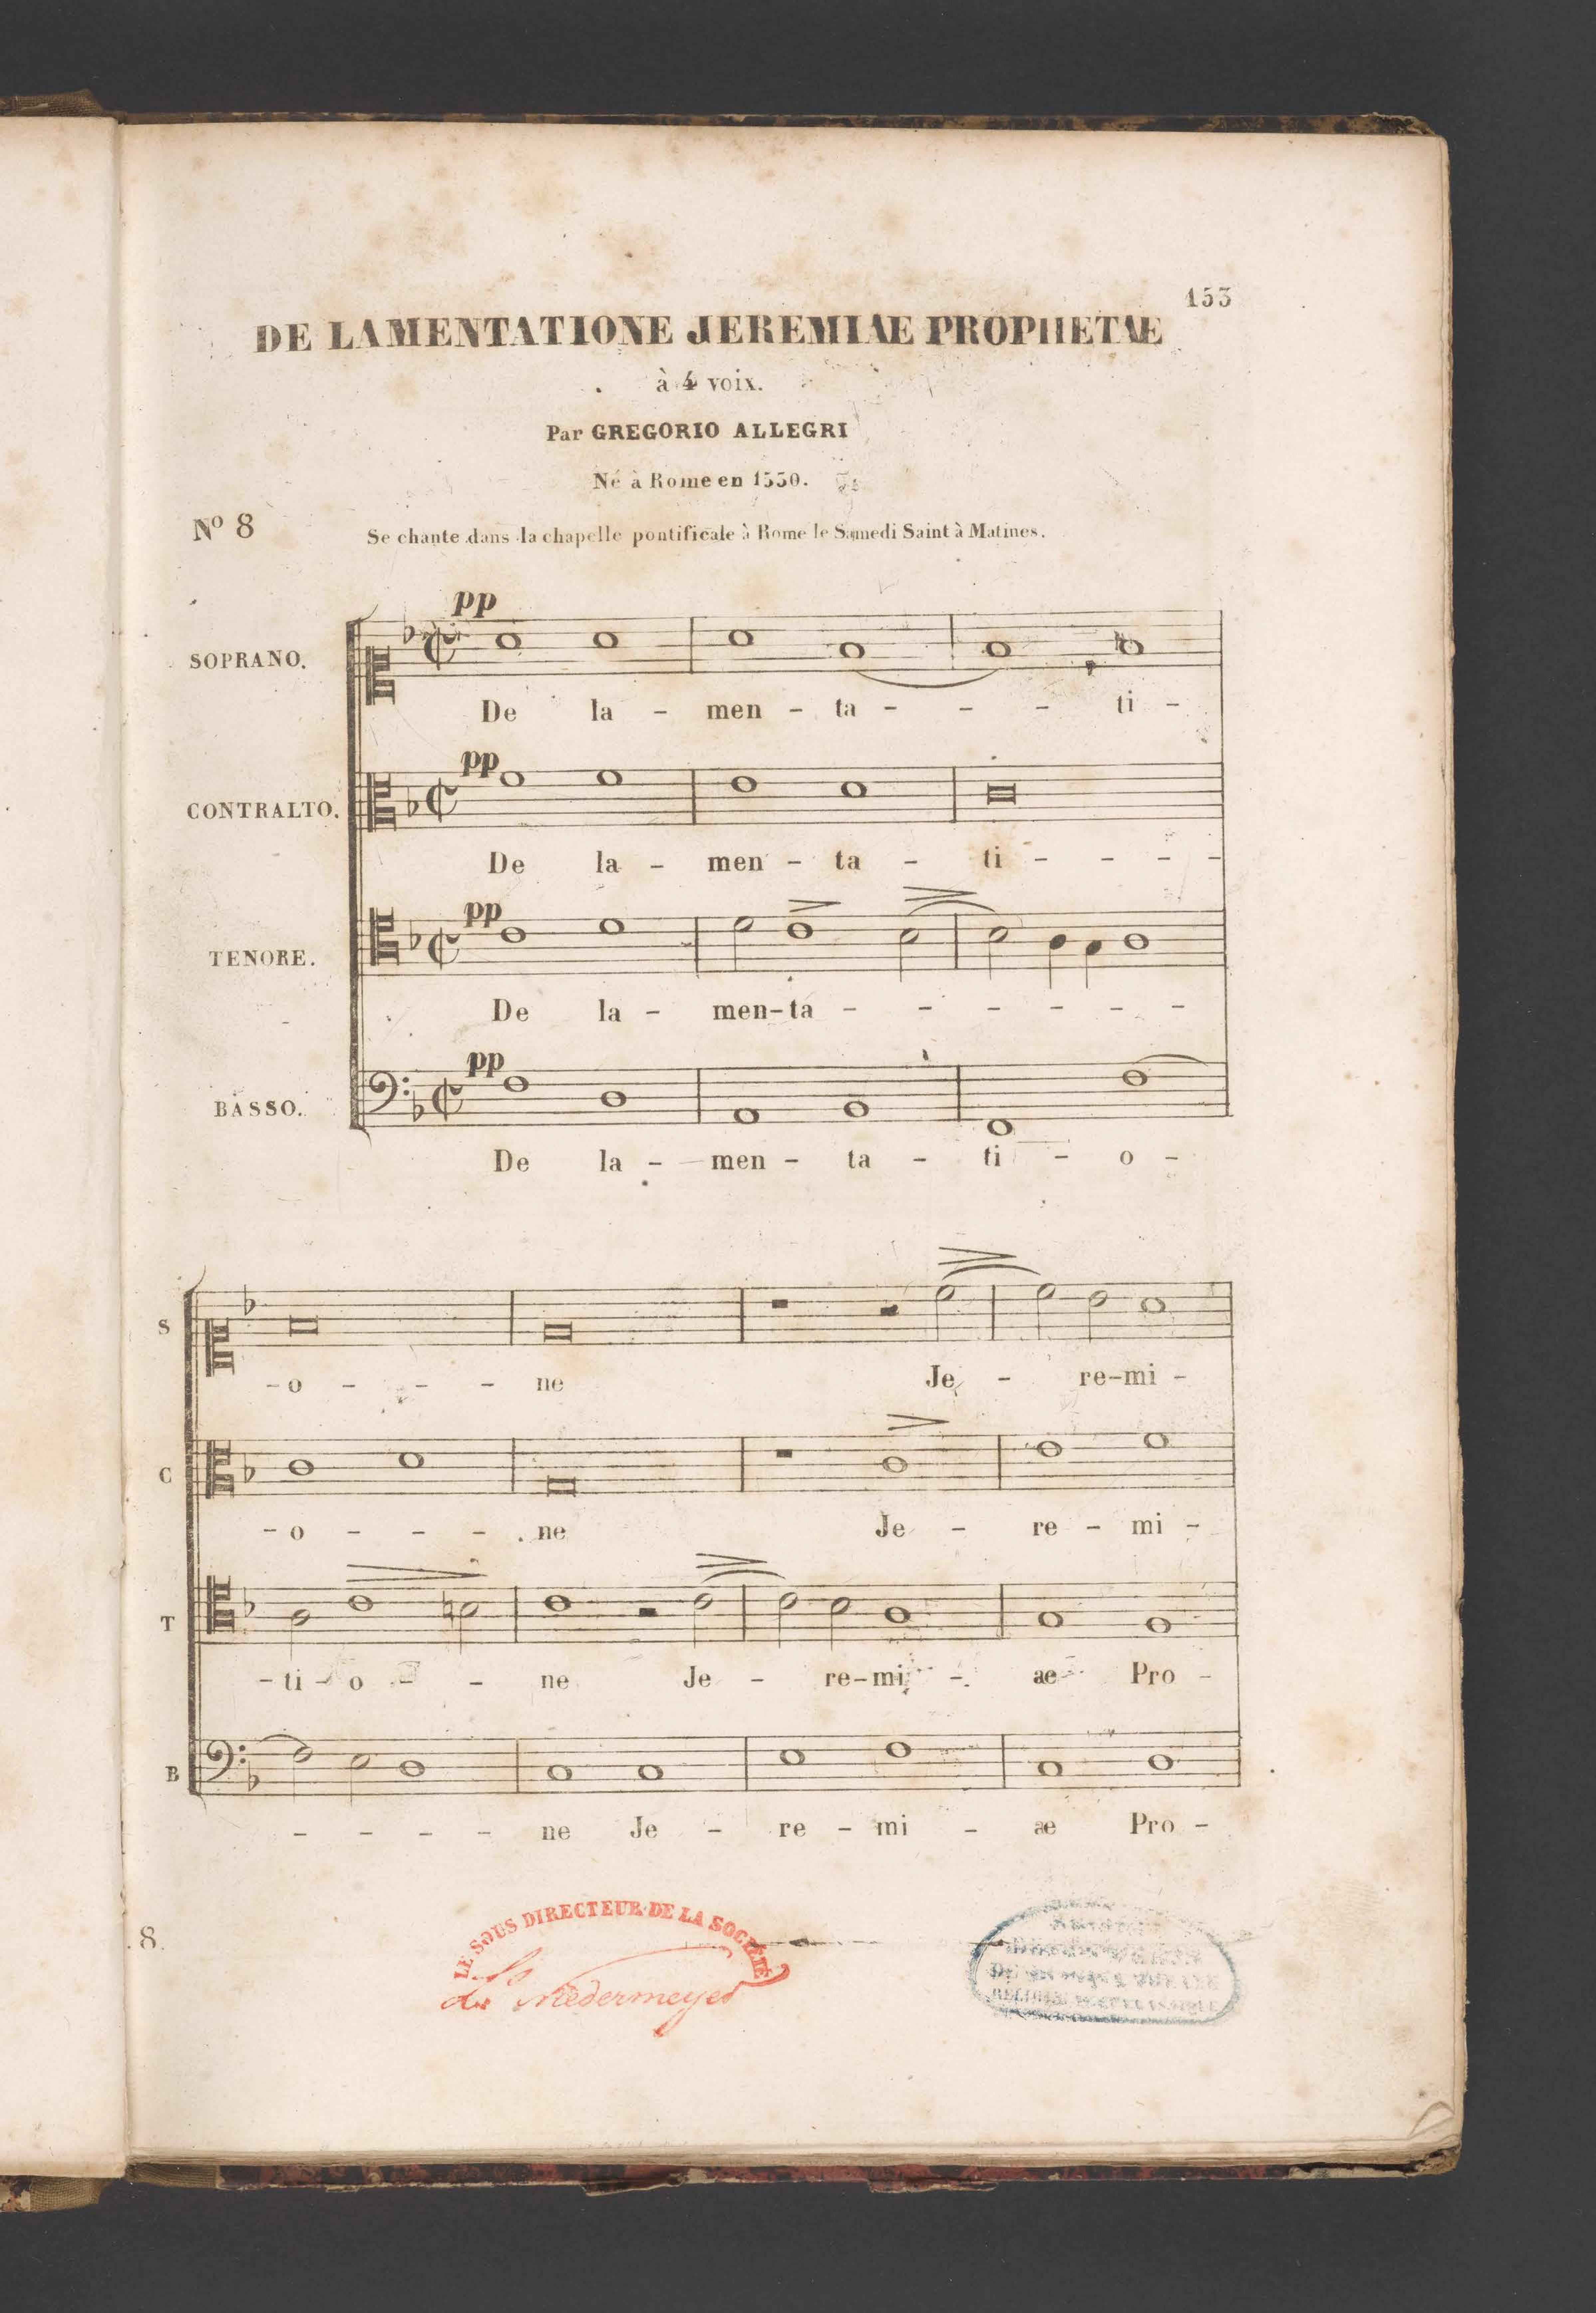 153
DE LAMENTATIONE JEREMIAE PROPHETAE
à 4 voix.
Par GREGORIO ALLEGRI
Né à Rome en 1550.
Nº 8
Se chante dans la chapelle pontificale à Rome le Samedi Saint à Matines.
pp
SOPRANO.
De la - men - ta - - - ti -
pp
CONTRALTO.
De la - men - ta - ti - - - -
pp
TENORE.
De la - men-ta - - - - - -
pp
BASSO.
De la - men - ta - ti - o -
S
-o - - - ne Je - re-mi -
C
-o - - - ne Je - re - mi -
T
-ti - o - - ne Je - re-mi - ae Pro -
B
- - - - ne Je - re - mi - æ Pro -
8.
LE SOUS DIRECTEUR DE LA SOCIÉTÉ
Niedermeyer